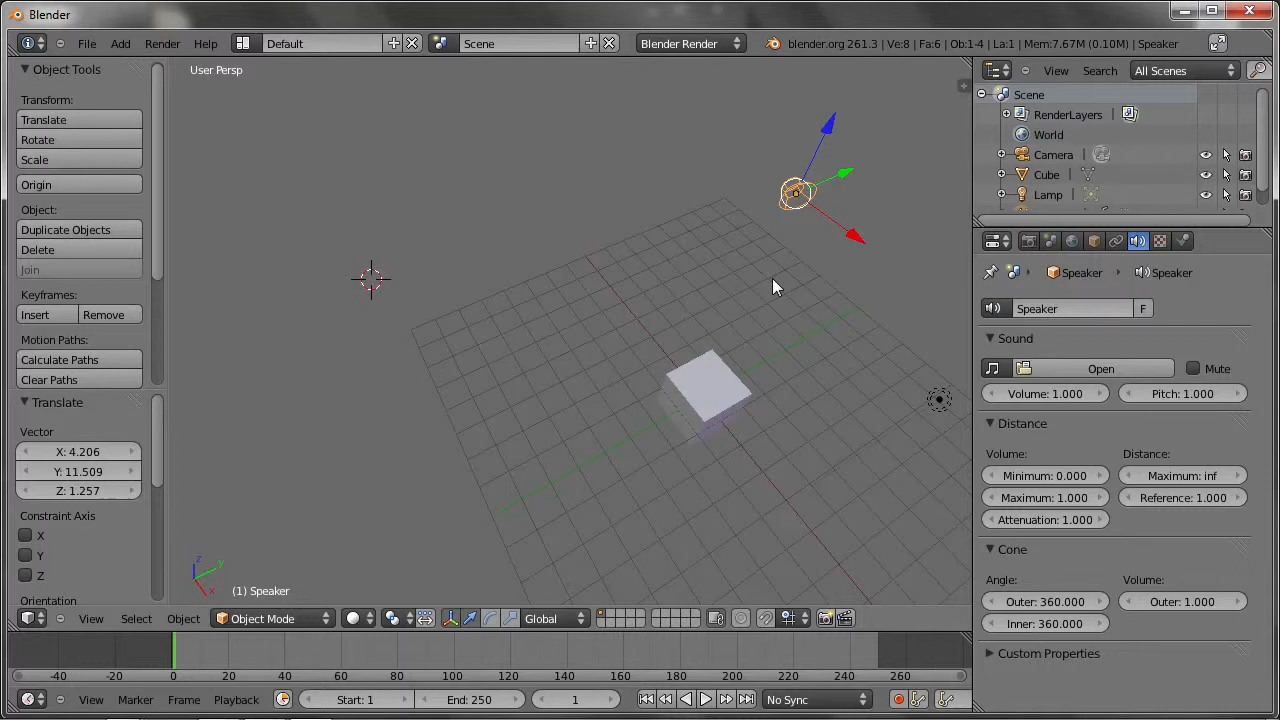 Blender
File Add Render Help Default Scene Blender Render blender.org 261.3 | Ve:8 | Fa:6 | Ob:1-4 | La:1 | Mem:7.67M (0.10M) | Speaker
Object Tools
Transform:
Translate
Rotate
Scale
Origin
Object:
Duplicate Objects
Delete
Join
Keyframes:
Insert Remove
Motion Paths:
Calculate Paths
Clear Paths
Translate
Vector
X: 4.206
Y: 11.509
Z: 1.257
Constraint Axis
X
Y
Z
Orientation
User Persp
z
y
x
(1) Speaker
View Select Object Object Mode Global
-40 -20 0 20 40 60 80 100 120 140 160 180 200 220 240 260
View Marker Frame Playback Start: 1 End: 250 1 No Sync
View Search All Scenes
Scene
RenderLayers |
World
Camera |
Cube |
Lamp |
Speaker Speaker
Speaker F
Sound
Open Mute
Volume: 1.000 Pitch: 1.000
Distance
Volume: Distance:
Minimum: 0.000 Maximum: inf
Maximum: 1.000 Reference: 1.000
Attenuation: 1.000
Cone
Angle: Volume:
Outer: 360.000 Outer: 1.000
Inner: 360.000
Custom Properties